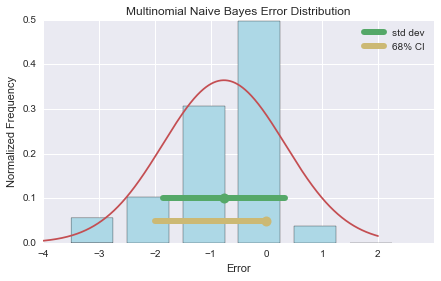 Multinomial Naive Bayes Error Distribution
0.5
0.4
0.3
0.2
0.1
0.0
Normalized Frequency
std dev
68% CI
−4 −3 −2 −1 0 1 2
Error